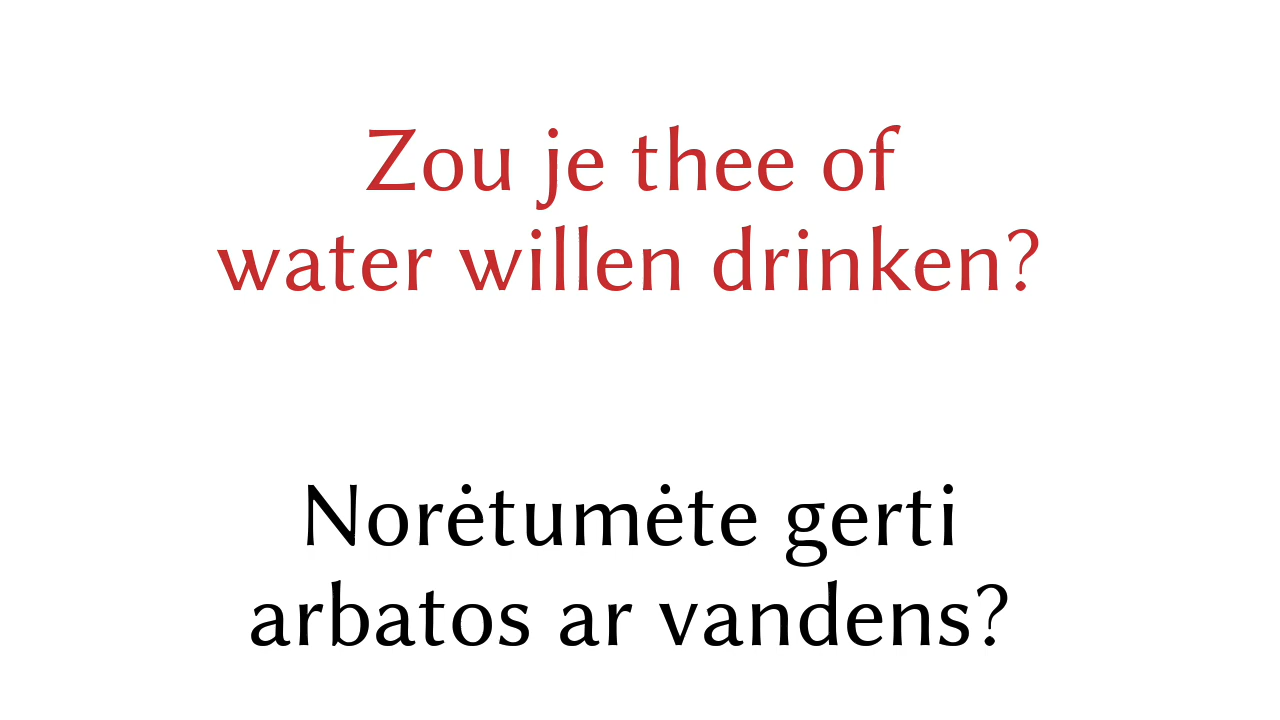 Zou je thee of
water willen drinken?
Norėtumėte gerti
arbatos ar vandens?